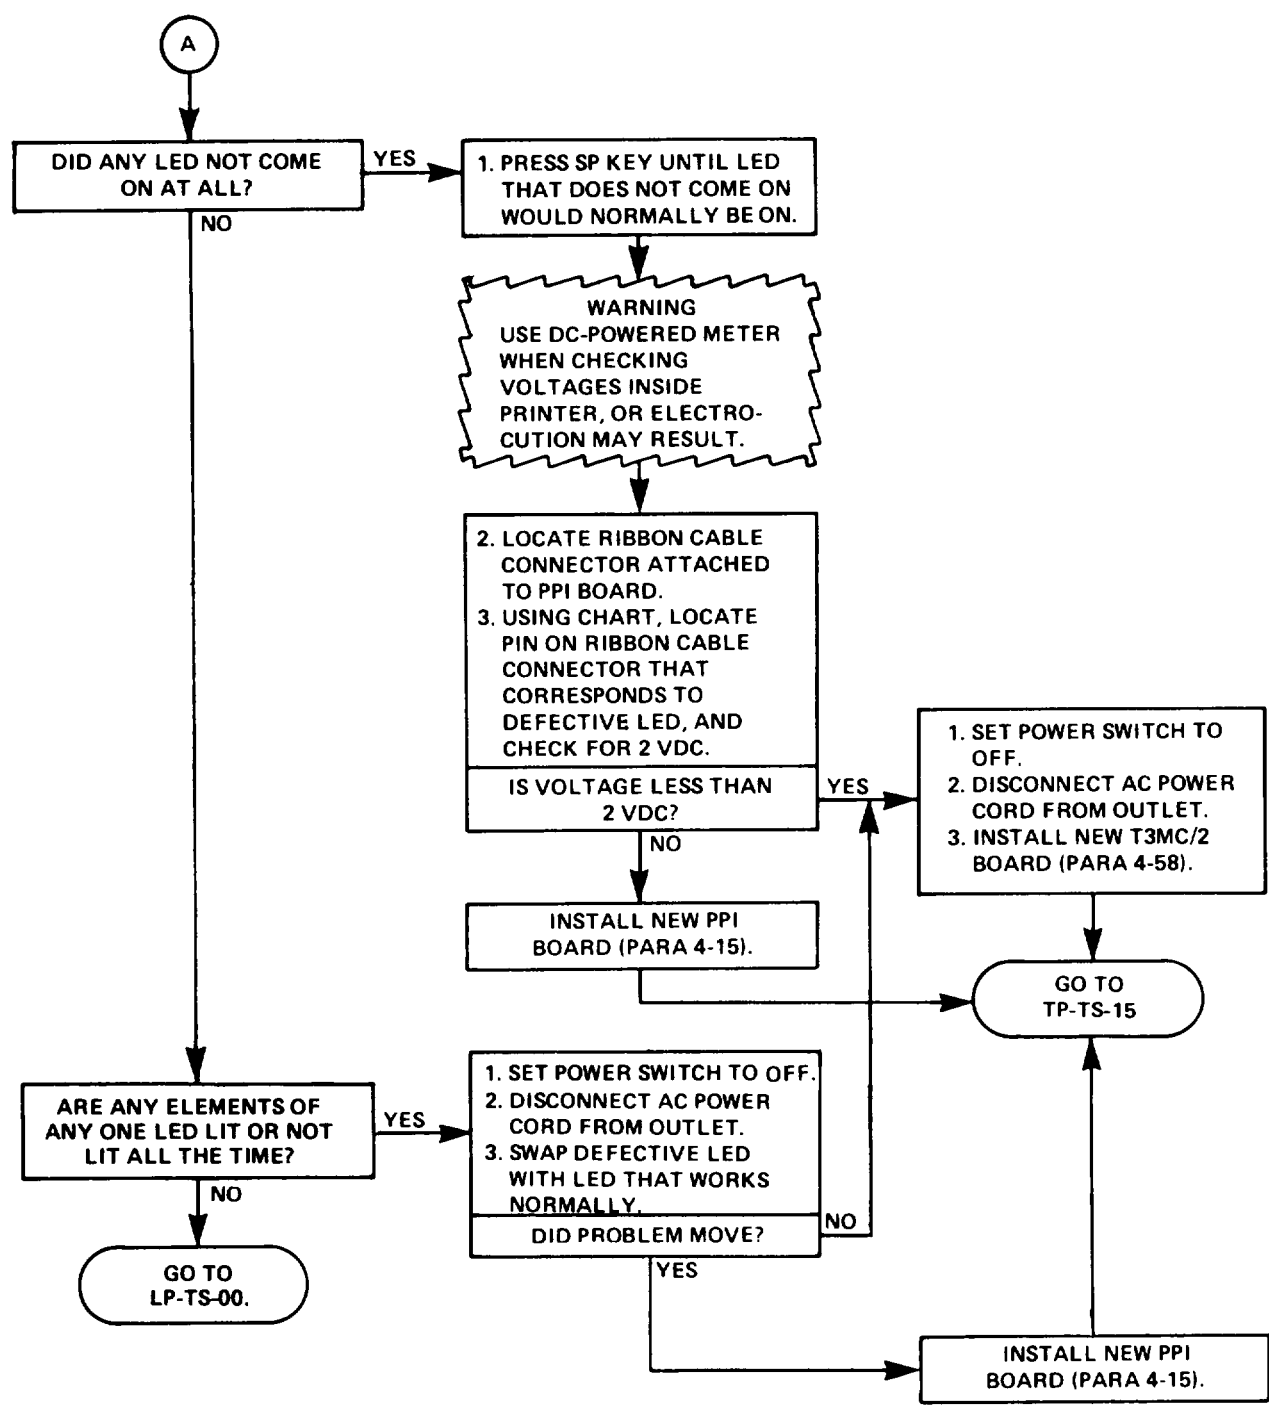 A
DID ANY LED NOT COME
ON AT ALL?
YES
NO
1. PRESS SP KEY UNTIL LED
THAT DOES NOT COME ON
WOULD NORMALLY BE ON.
WARNING
USE DC-POWERED METER
WHEN CHECKING
VOLTAGES INSIDE
PRINTER, OR ELECTRO-
CUTION MAY RESULT.
2. LOCATE RIBBON CABLE
CONNECTOR ATTACHED
TO PPI BOARD.
3. USING CHART, LOCATE
PIN ON RIBBON CABLE
CONNECTOR THAT
CORRESPONDS TO
DEFECTIVE LED, AND
CHECK FOR 2 VDC.
IS VOLTAGE LESS THAN
2 VDC?
YES
NO
1. SET POWER SWITCH TO
OFF.
2. DISCONNECT AC POWER
CORD FROM OUTLET.
3. INSTALL NEW T3MC/2
BOARD (PARA 4-58).
INSTALL NEW PPI
BOARD (PARA 4-15).
GO TO
TP-TS-15
ARE ANY ELEMENTS OF
ANY ONE LED LIT OR NOT
LIT ALL THE TIME?
YES
NO
1. SET POWER SWITCH TO OFF.
2. DISCONNECT AC POWER
CORD FROM OUTLET.
3. SWAP DEFECTIVE LED
WITH LED THAT WORKS
NORMALLY.
DID PROBLEM MOVE?
NO
YES
GO TO
LP-TS-00.
INSTALL NEW PPI
BOARD (PARA 4-15).